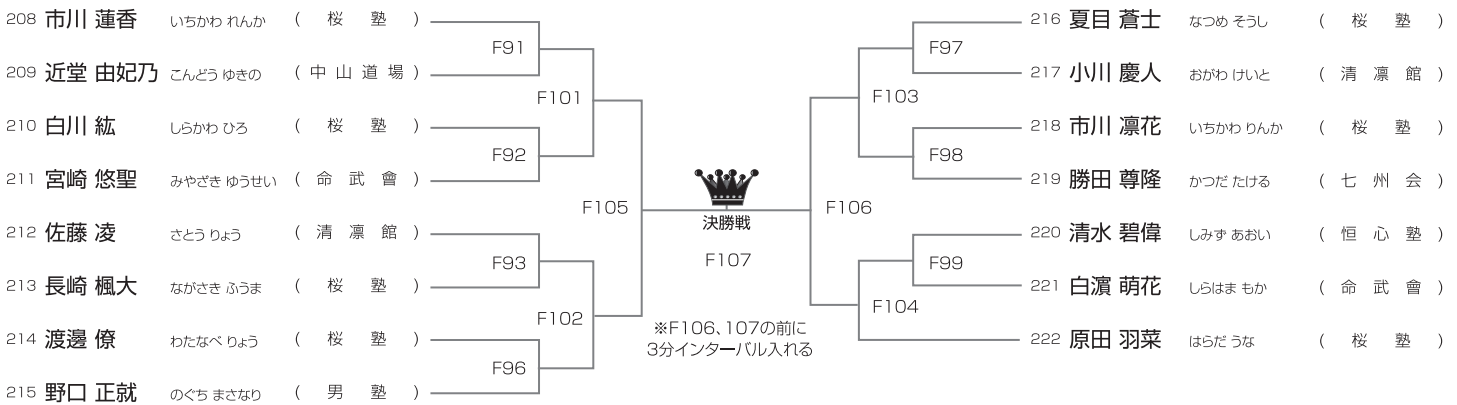 208 市川 蓮香 いちかわ れんか ( 桜 塾 )
209 近堂 由妃乃 こんどう ゆきの ( 中 山 道 場 )
210 白川 紘 しらかわ ひろ ( 桜 塾 )
211 宮崎 悠聖 みやざき ゆうせい ( 命 武 會 )
212 佐藤 凌 さとう りょう ( 清 凛 館 )
213 長崎 楓大 ながさき ふうま ( 桜 塾 )
214 渡邊 僚 わたなべ りょう ( 桜 塾 )
215 野口 正就 のぐち まさなり ( 男 塾 )
F91
F92
F93
F96
F101
F102
F105
決勝戦
F107
※F106、107の前に
3分インターバル入れる
F106
F103
F104
F97
F98
F99
216 夏目 蒼士 なつめ そうし ( 桜 塾 )
217 小川 慶人 おがわ けいと ( 清 凛 館 )
218 市川 凛花 いちかわ りんか ( 桜 塾 )
219 勝田 尊隆 かつだ たける ( 七 州 会 )
220 清水 碧偉 しみず あおい ( 恒 心 塾 )
221 白濵 萌花 しらはま もか ( 命 武 會 )
222 原田 羽菜 はらだ うな ( 桜 塾 )